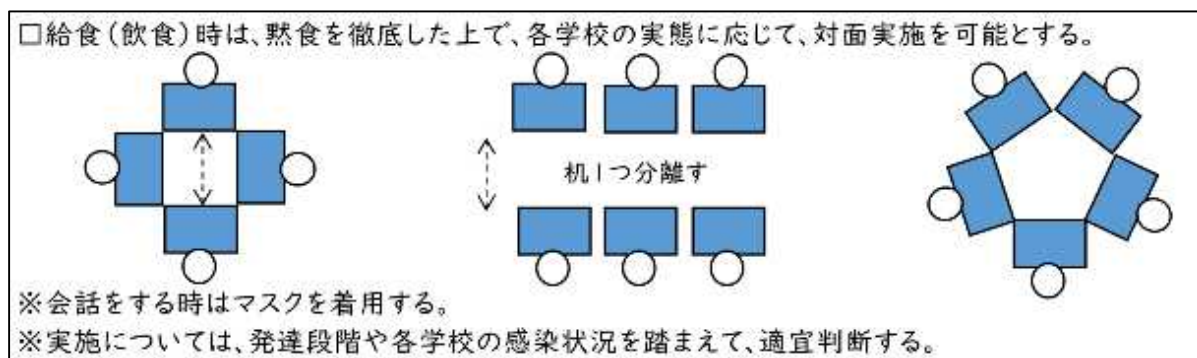 □給食(飲食)時は、黙食を徹底した上で、各学校の実態に応じて、対面実施を可能とする。
机1つ分離す
※会話をする時はマスクを着用する。
※実施については、発達段階や各学校の感染状況を踏まえて、適宜判断する。